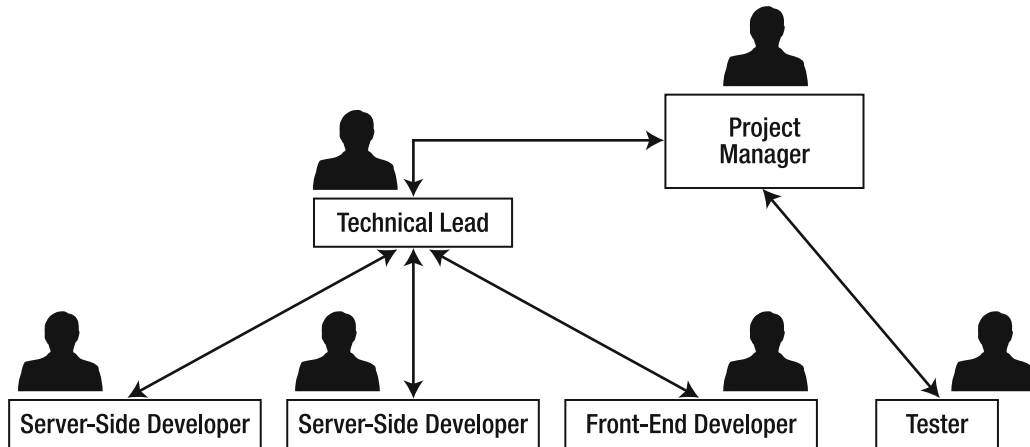 Project
Manager
Technical Lead
Server-Side Developer
Server-Side Developer
Front-End Developer
Tester